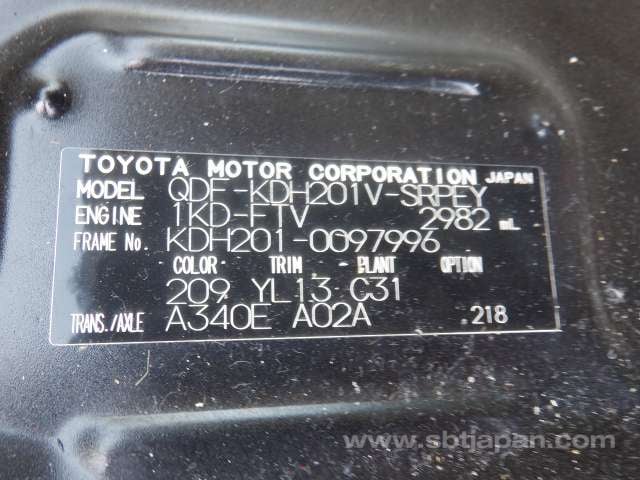 TOYOTA MOTOR CORPORATION JAPAN
MODEL QDF-KDH201V-SRPEY
ENGINE 1KD-FTV 2982 mL
FRAME No. KDH201-0097996
COLOR TRIM PLANT OPTION
209 YL13 C31
TRANS./AXLE A340E A02A .218
www.sbtjapan.com